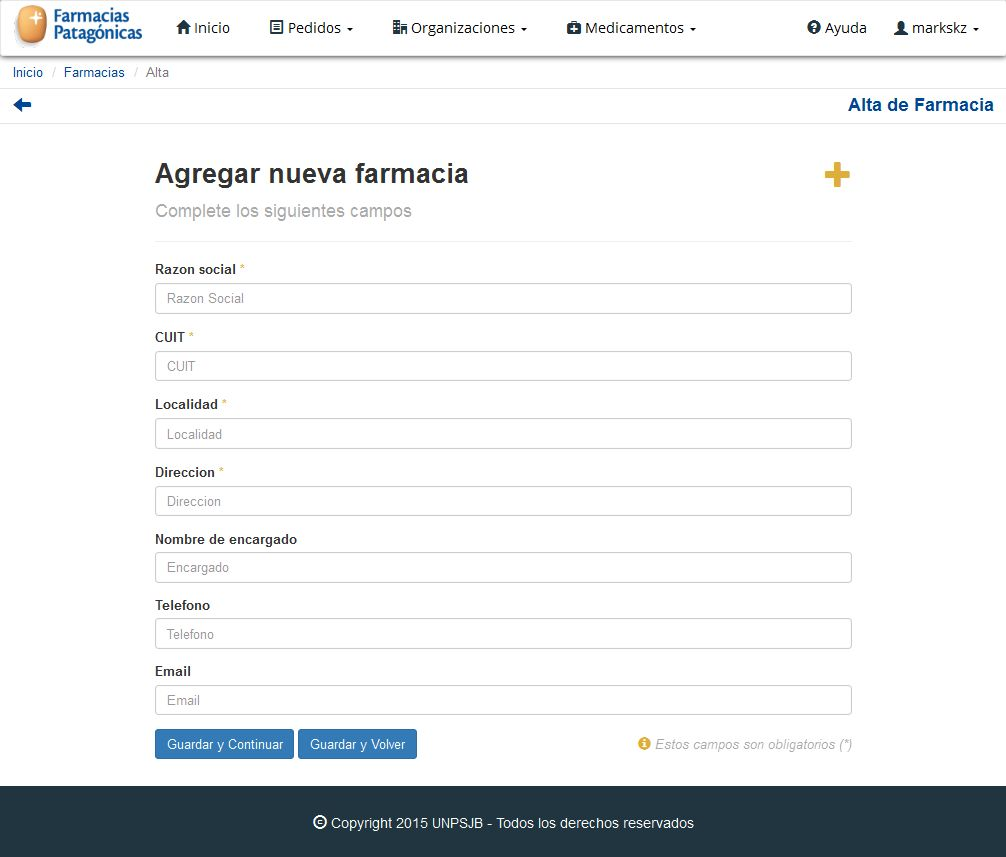 Farmacias
Patagónicas
Inicio Pedidos Organizaciones Medicamentos Ayuda markskz
Inicio / Farmacias / Alta
Alta de Farmacia
Agregar nueva farmacia
Complete los siguientes campos
Razon social *
Razon Social
CUIT *
CUIT
Localidad *
Localidad
Direccion *
Direccion
Nombre de encargado
Encargado
Telefono
Telefono
Email
Email
Guardar y Continuar Guardar y Volver Estos campos son obligatorios (*)
© Copyright 2015 UNPSJB - Todos los derechos reservados